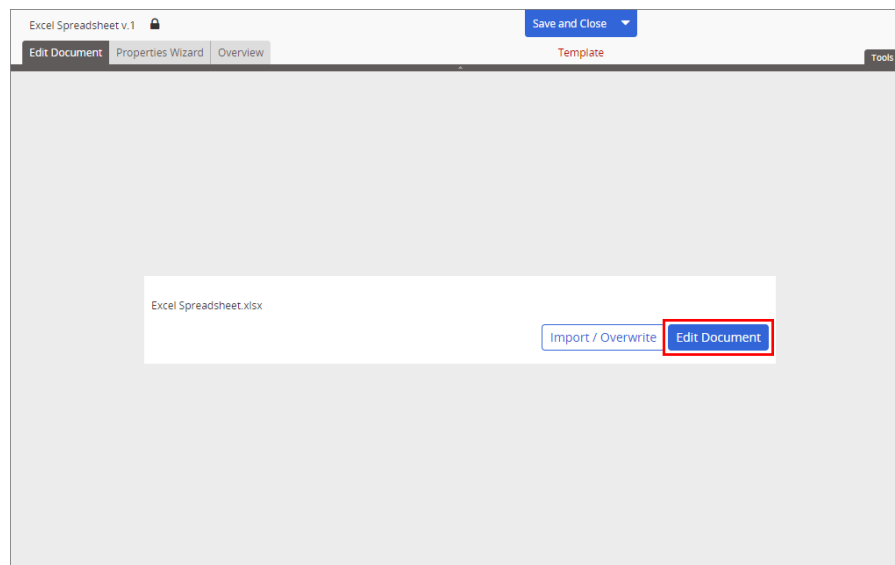 Excel Spreadsheet v.1
Save and Close
Edit Document Properties Wizard Overview
Template
Tools
Excel Spreadsheet.xlsx
Import / Overwrite Edit Document